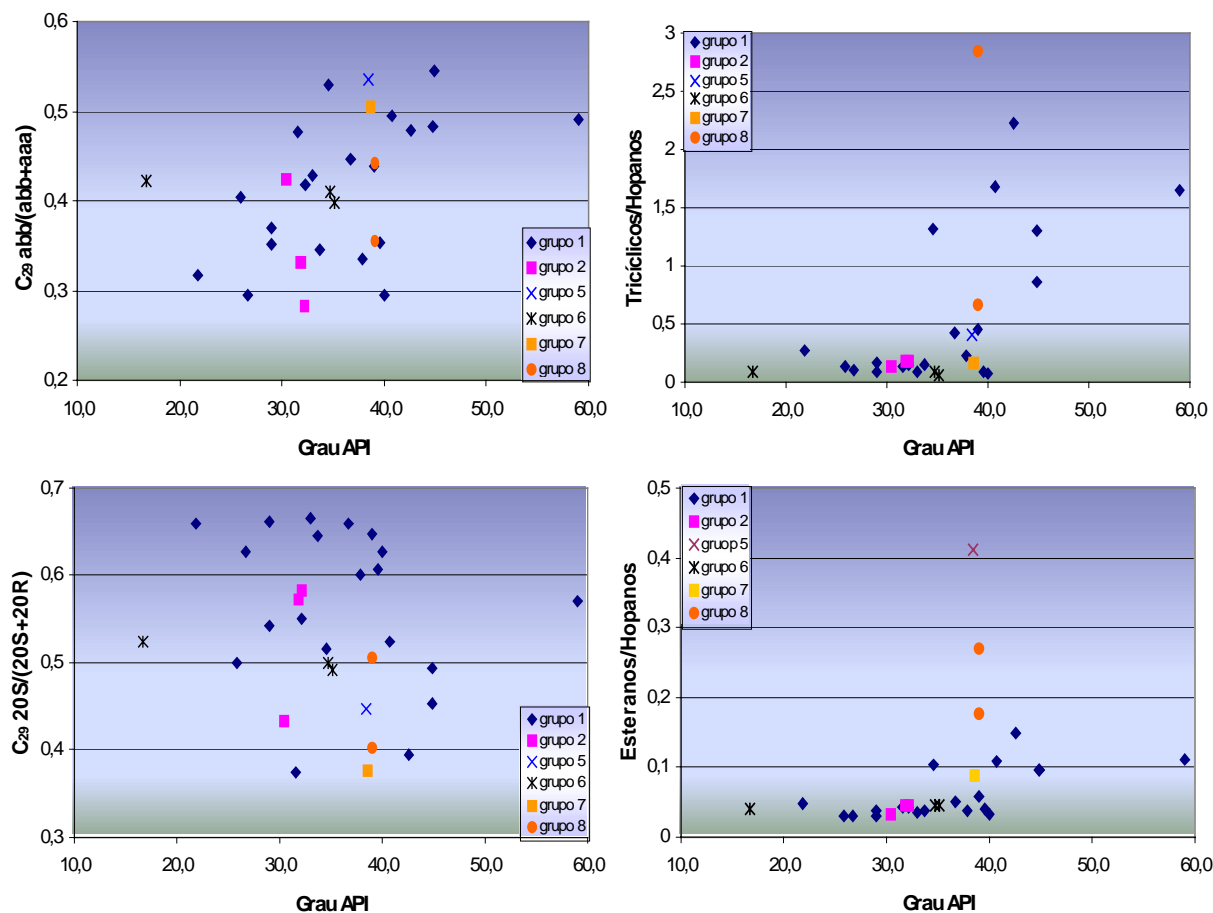 C29 abb/(abb+aaa)
0,6
0,5
0,4
0,3
0,2
10,0 20,0 30,0 40,0 50,0 60,0
Grau API
grupo 1
grupo 2
grupo 5
grupo 6
grupo 7
grupo 8
Tricíclicos/Hopanos
3
2,5
2
1,5
1
0,5
0
10,0 20,0 30,0 40,0 50,0 60,0
Grau API
grupo 1
grupo 2
grupo 5
grupo 6
grupo 7
grupo 8
C29 20S/(20S+20R)
0,7
0,6
0,5
0,4
0,3
10,0 20,0 30,0 40,0 50,0 60,0
Grau API
grupo 1
grupo 2
grupo 5
grupo 6
grupo 7
grupo 8
Esteranos/Hopanos
0,5
0,4
0,3
0,2
0,1
0
10,0 20,0 30,0 40,0 50,0 60,0
Grau API
grupo 1
grupo 2
gruop 5
grupo 6
grupo 7
grupo 8